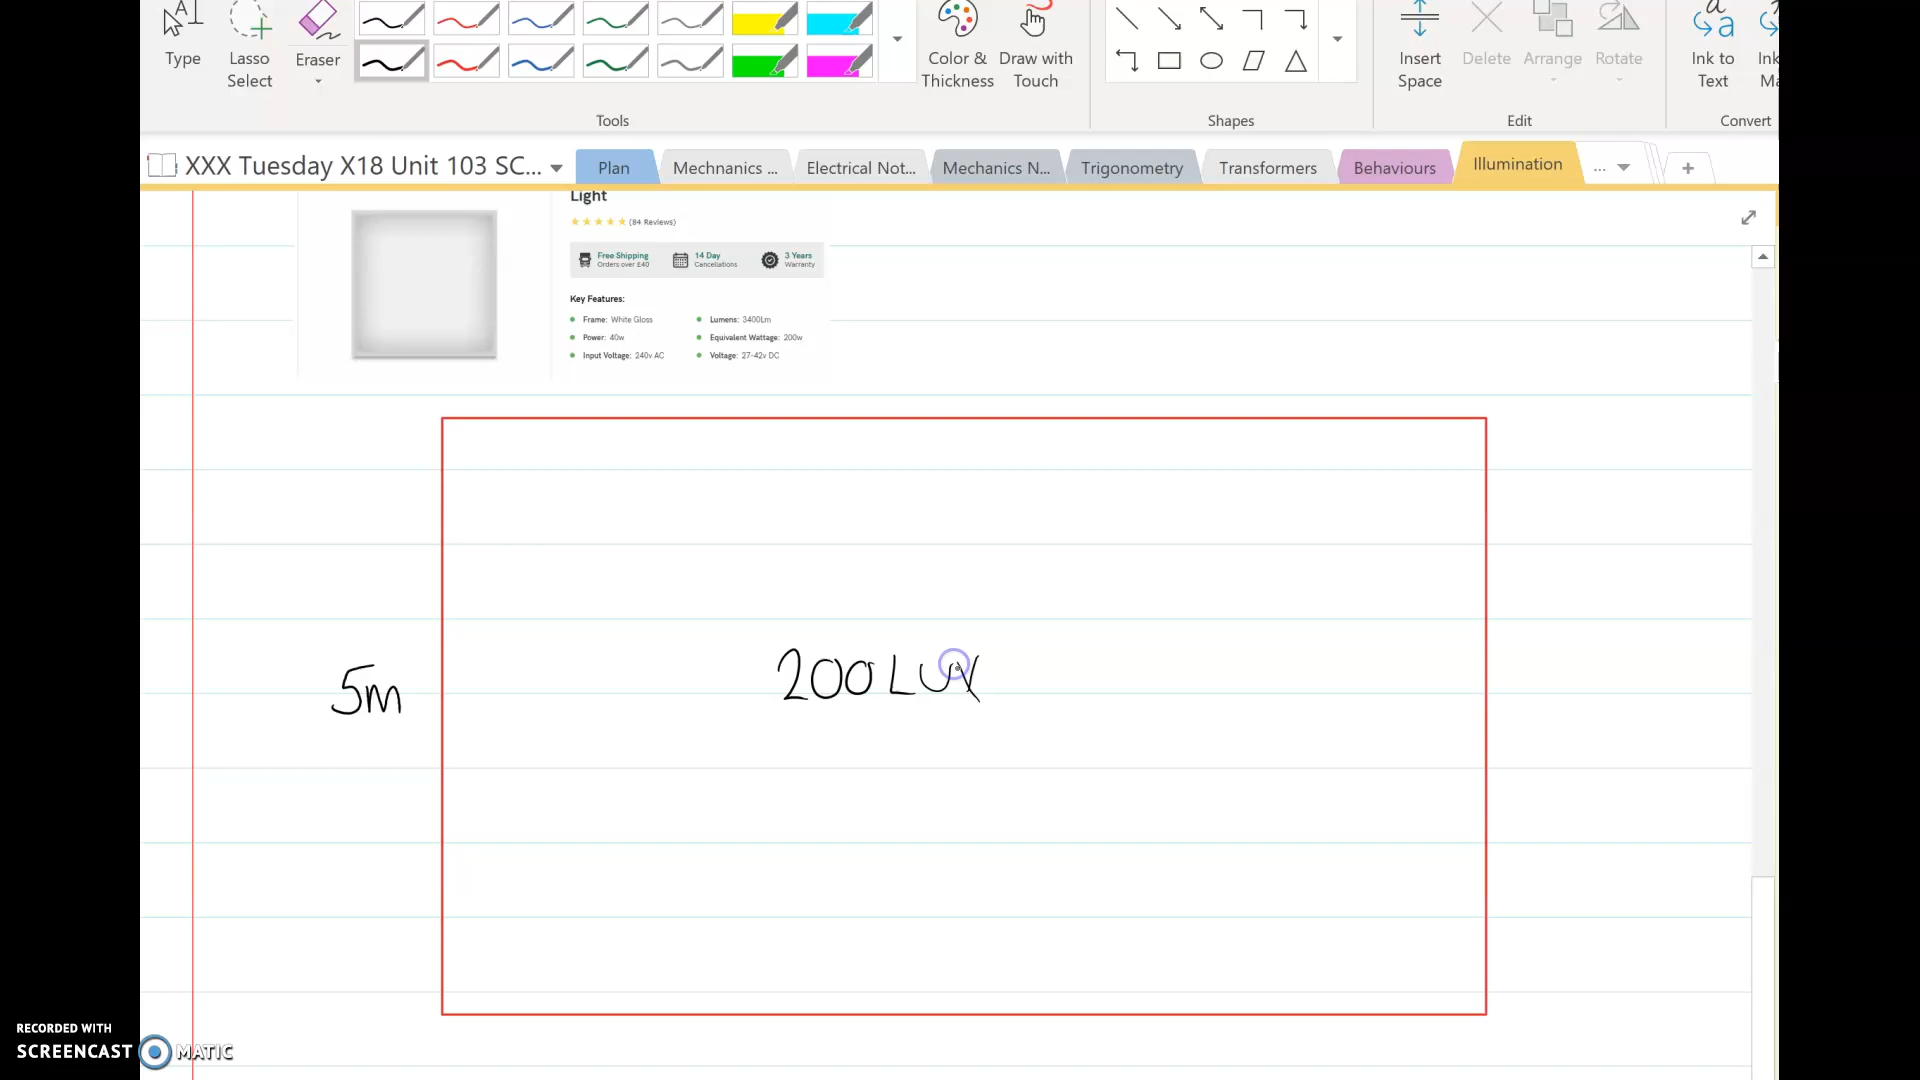 Type
Lasso Select
Eraser
Color & Thickness
Draw with Touch
Insert Space
Delete
Arrange
Rotate
Ink to Text
Ink
Ma
Tools
Shapes
Edit
Convert
XXX Tuesday X18 Unit 103 SC...
Plan
Mechnanics ...
Electrical Not...
Mechanics N...
Trigonometry
Transformers
Behaviours
Illumination
...
Light
(84 Reviews)
Free Shipping
Orders over £40
14 Day
Cancellations
3 Years
Warranty
Key Features:
Frame: White Gloss
Lumens: 3400Lm
Power: 40w
Equivalent Wattage: 200w
Input Voltage: 240v AC
Voltage: 27-42v DC
5m
200 LUX
RECORDED WITH
SCREENCAST MATIC